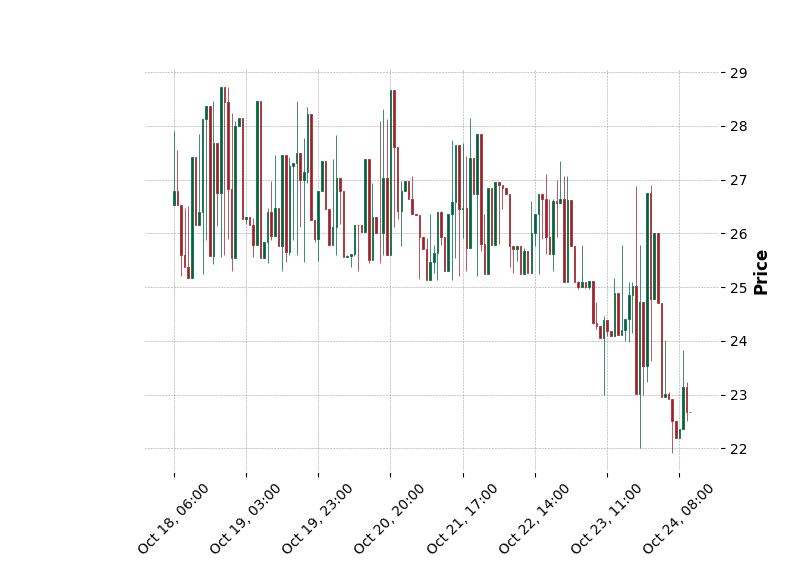 29
28
27
26
25
24
23
22
Price
Oct 18, 06:00
Oct 19, 03:00
Oct 19, 23:00
Oct 20, 20:00
Oct 21, 17:00
Oct 22, 14:00
Oct 23, 11:00
Oct 24, 08:00